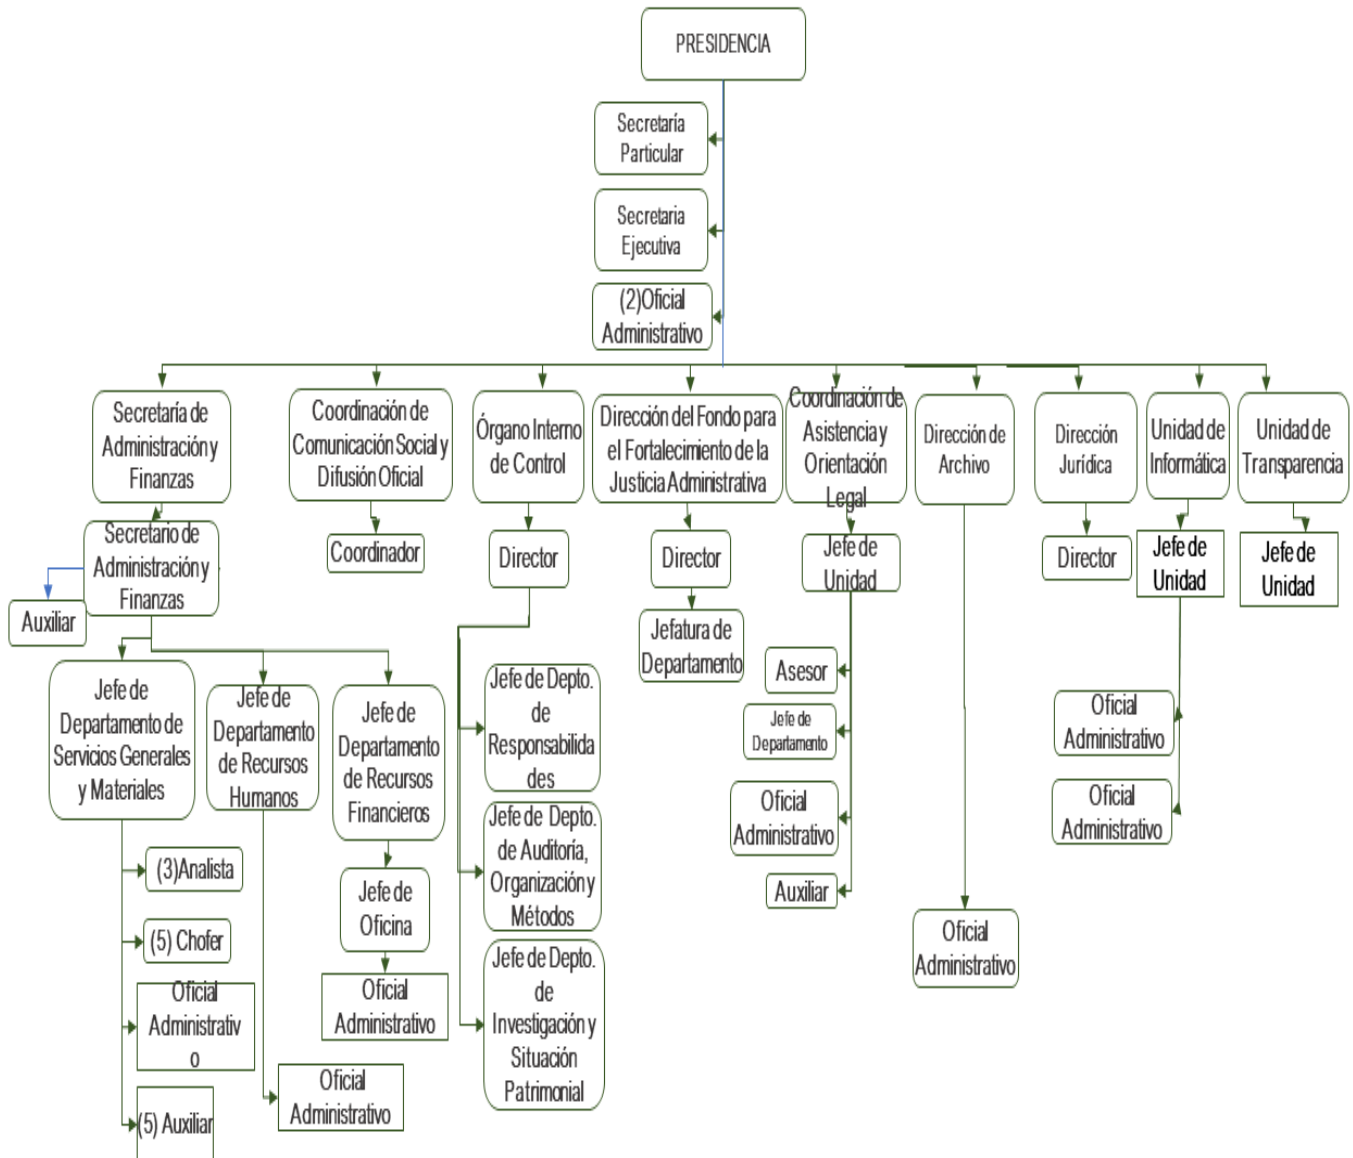 PRESIDENCIA
Secretaría
Particular
Secretaria
Ejecutiva
(2)Oficial
Administrativo
Secretaría de
Administración y
Finanzas
Coordinación de
Comunicación Social y
Difusión Oficial
Órgano Interno
de Control
Dirección del Fondo para
el Fortalecimiento de la
Justicia Administrativa
Coordinación de
Asistencia y
Orientación
Legal
Dirección de
Archivo
Dirección
Jurídica
Unidad de
Informática
Unidad de
Transparencia
Secretario de
Administración y
Finanzas
Coordinador
Director
Director
Jefe de
Unidad
Director
Jefe de
Unidad
Jefe de
Unidad
Auxiliar
Jefatura de
Departamento
Jefe de
Departamento de
Servicios Generales
y Materiales
Jefe de
Departamento
de Recursos
Humanos
Jefe de
Departamento
de Recursos
Financieros
Jefe de Depto.
de
Responsabilida
des
Asesor
Jefe de
Departamento
Oficial
Administrativo
Auxiliar
Oficial
Administrativo
Oficial
Administrativo
Jefe de Depto.
de Auditoría,
Organización y
Métodos
(3)Analista
Jefe de
Oficina
(5) Chofer
Oficial
Administrativo
Jefe de Depto.
de
Investigación y
Situación
Patrimonial
Oficial
Administrativ
o
Oficial
Administrativo
Oficial
Administrativo
(5) Auxiliar